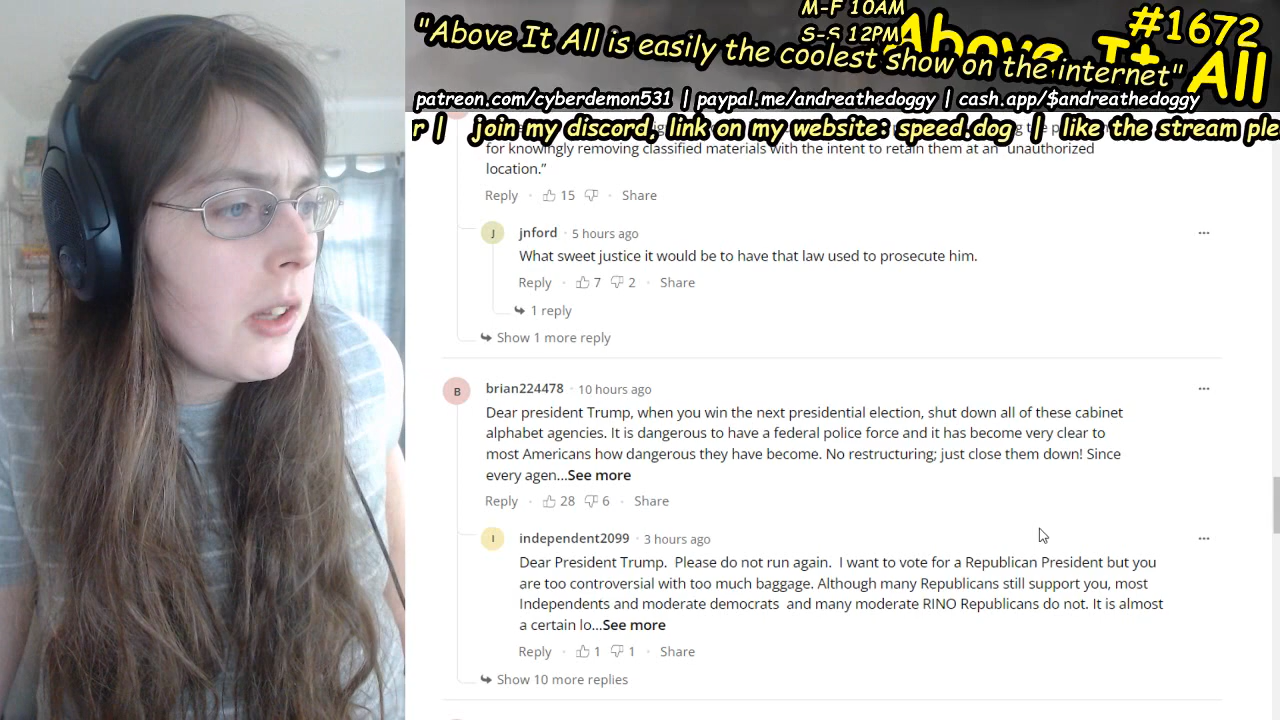 M-F 10AM
S-S 12PM
#1672
Above It All
"Above It All is easily the coolest show on the internet"
patreon.com/cyberdemon531 | paypal.me/andreathedoggy | cash.app/$andreathedoggy
r | join my discord, link on my website: speed.dog | like the stream ple
for knowingly removing classified materials with the intent to retain them at an "unauthorized
location."
Reply · 15 · Share
J jnford · 5 hours ago ...
What sweet justice it would be to have that law used to prosecute him.
Reply · 7 2 · Share
1 reply
Show 1 more reply
B brian224478 · 10 hours ago ...
Dear president Trump, when you win the next presidential election, shut down all of these cabinet
alphabet agencies. It is dangerous to have a federal police force and it has become very clear to
most Americans how dangerous they have become. No restructuring; just close them down! Since
every agen...See more
Reply · 28 6 · Share
I independent2099 · 3 hours ago ...
Dear President Trump. Please do not run again. I want to vote for a Republican President but you
are too controversial with too much baggage. Although many Republicans still support you, most
Independents and moderate democrats and many moderate RINO Republicans do not. It is almost
a certain lo...See more
Reply · 1 1 · Share
Show 10 more replies